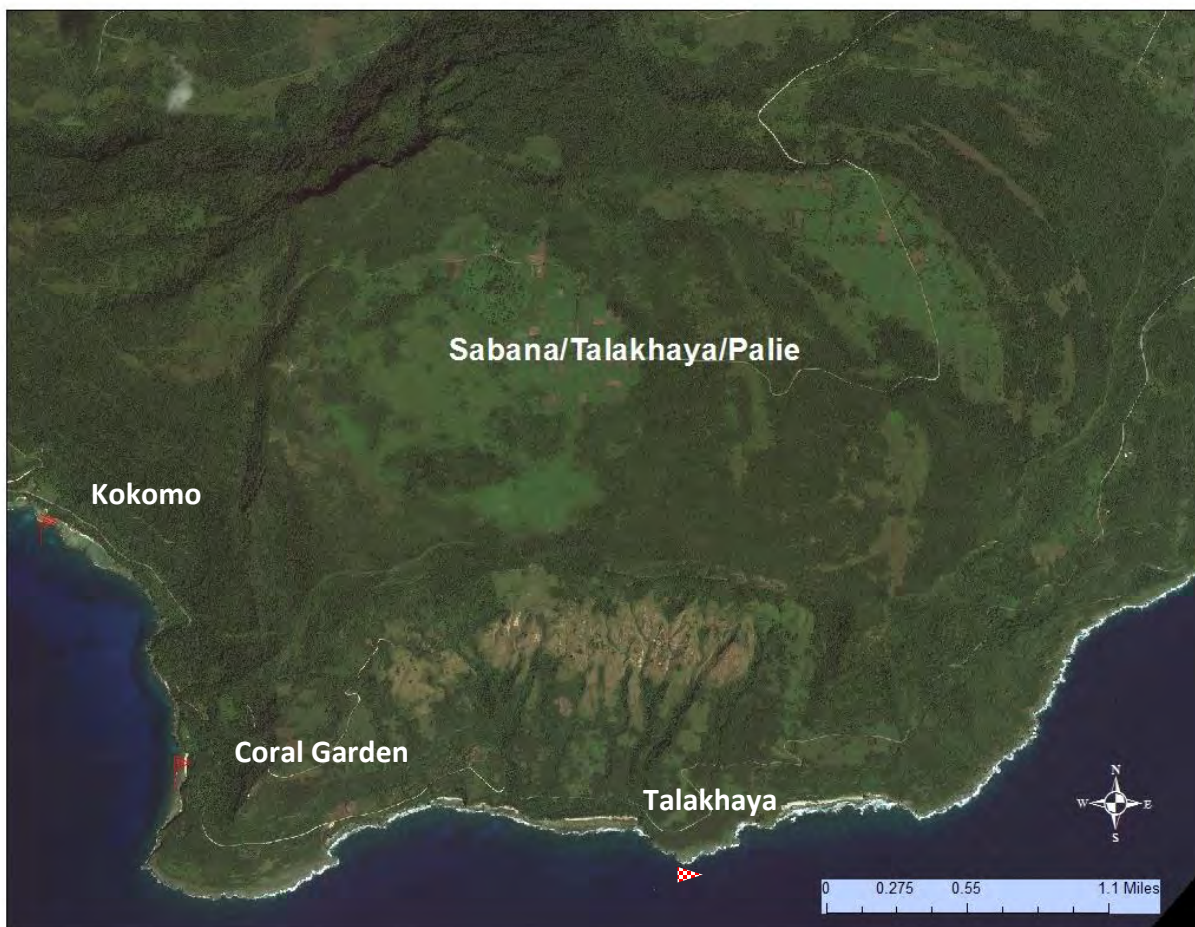 Sabana/Talakhaya/Palie
Kokomo
Coral Garden
Talakhaya
N
W E
S
0 0.275 0.55 1.1 Miles